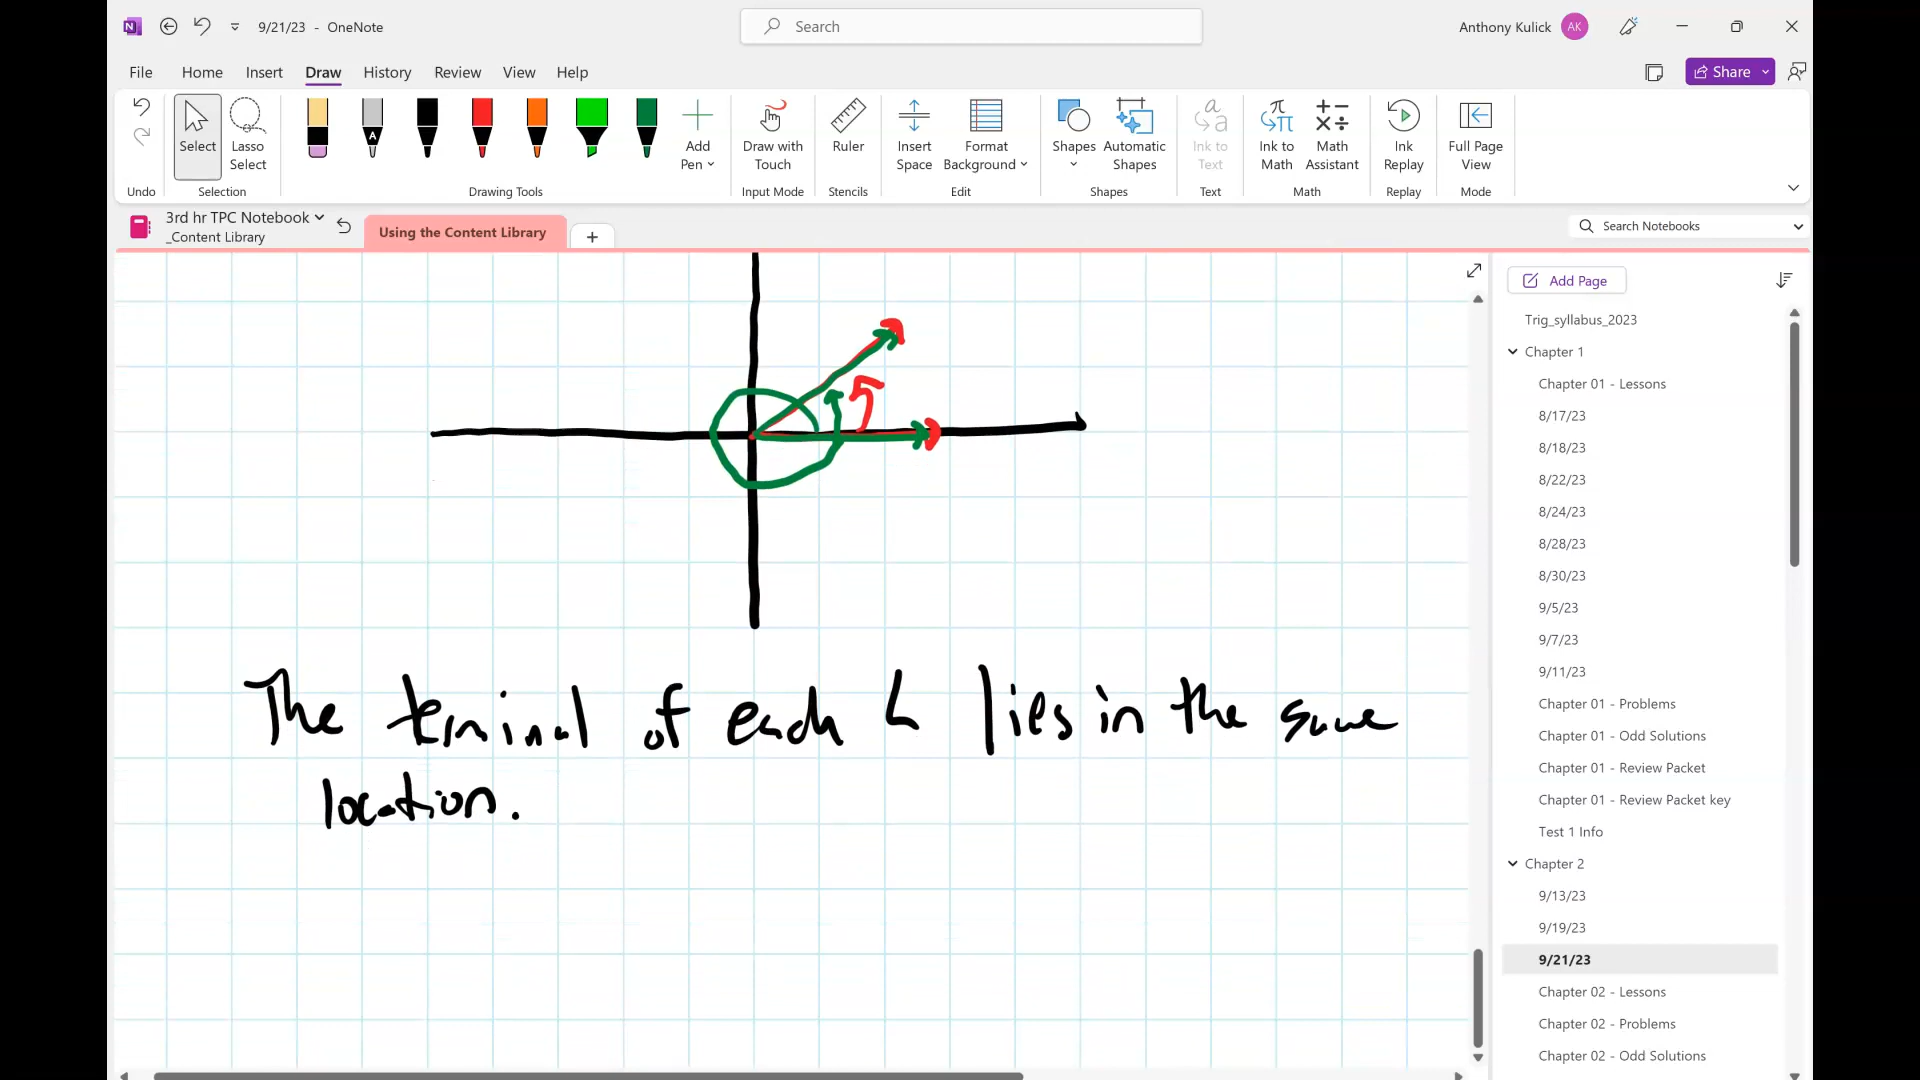 9/21/23 - OneNote
Search
Anthony Kulick
AK
File Home Insert Draw History Review View Help
Share
Select
Lasso Select
A
Add Pen
Draw with Touch
Ruler
Insert Space
Format Background
Shapes
Automatic Shapes
Ink to Text
Ink to Math
Math Assistant
Ink Replay
Full Page View
Undo
Selection
Drawing Tools
Input Mode
Stencils
Edit
Shapes
Text
Math
Replay
Mode
3rd hr TPC Notebook
_Content Library
Using the Content Library
Search Notebooks
The terminal of each ∟ lies in the same
location.
Add Page
Trig_syllabus_2023
Chapter 1
Chapter 01 - Lessons
8/17/23
8/18/23
8/22/23
8/24/23
8/28/23
8/30/23
9/5/23
9/7/23
9/11/23
Chapter 01 - Problems
Chapter 01 - Odd Solutions
Chapter 01 - Review Packet
Chapter 01 - Review Packet key
Test 1 Info
Chapter 2
9/13/23
9/19/23
9/21/23
Chapter 02 - Lessons
Chapter 02 - Problems
Chapter 02 - Odd Solutions